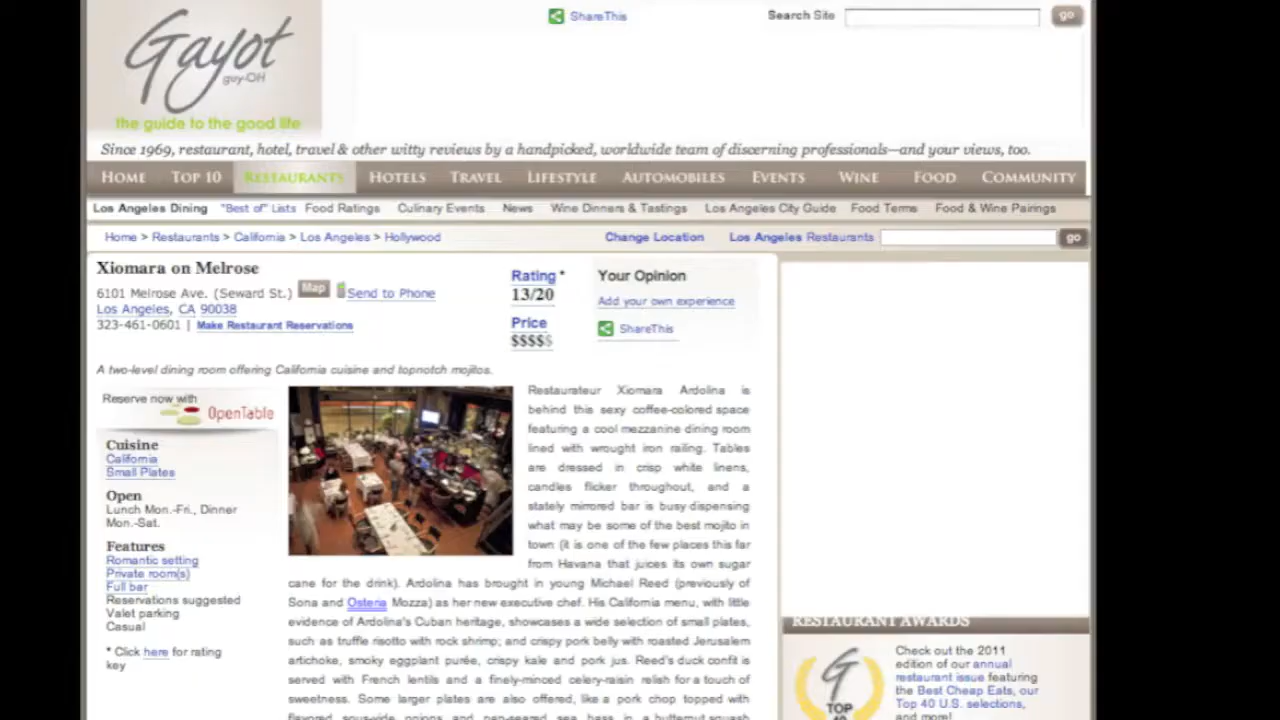 Gayot
guy-OH
the guide to the good life
ShareThis
Search Site
go
Since 1969, restaurant, hotel, travel & other witty reviews by a handpicked, worldwide team of discerning professionals—and your views, too.
HOME TOP 10 RESTAURANTS HOTELS TRAVEL LIFESTYLE AUTOMOBILES EVENTS WINE FOOD COMMUNITY
Los Angeles Dining "Best of" Lists Food Ratings Culinary Events News Wine Dinners & Tastings Los Angeles City Guide Food Terms Food & Wine Pairings
Home > Restaurants > California > Los Angeles > Hollywood
Change Location
Los Angeles Restaurants
go
Xiomara on Melrose
6101 Melrose Ave. (Seward St.) Map Send to Phone
Los Angeles, CA 90038
323-461-0601 | Make Restaurant Reservations
Rating *
13/20
Price
$$$$$
Your Opinion
Add your own experience
ShareThis
A two-level dining room offering California cuisine and topnotch mojitos.
Reserve now with
OpenTable
Cuisine
California
Small Plates
Open
Lunch Mon.-Fri., Dinner
Mon.-Sat.
Features
Romantic setting
Private room(s)
Full bar
Reservations suggested
Valet parking
Casual
* Click here for rating
key
Restaurateur Xiomara Ardolina is
behind this sexy coffee-colored space
featuring a cool mezzanine dining room
lined with wrought iron railing. Tables
are dressed in crisp white linens,
candles flicker throughout, and a
stately mirrored bar is busy dispensing
what may be some of the best mojito in
town (it is one of the few places this far
from Havana that juices its own sugar
cane for the drink). Ardolina has brought in young Michael Reed (previously of
Sona and Osteria Mozza) as her new executive chef. His California menu, with little
evidence of Ardolina's Cuban heritage, showcases a wide selection of small plates,
such as truffle risotto with rock shrimp; and crispy pork belly with roasted Jerusalem
artichoke, smoky eggplant purée, crispy kale and pork jus. Reed's duck confit is
served with French lentils and a finely-minced celery-raisin relish for a touch of
sweetness. Some larger plates are also offered, like a pork chop topped with
flavored sous-vide onions and pan-seared sea bass in a butternut squash
RESTAURANT AWARDS
G
TOP
40
Check out the 2011
edition of our annual
restaurant issue featuring
the Best Cheap Eats, our
Top 40 U.S. selections,
and more!